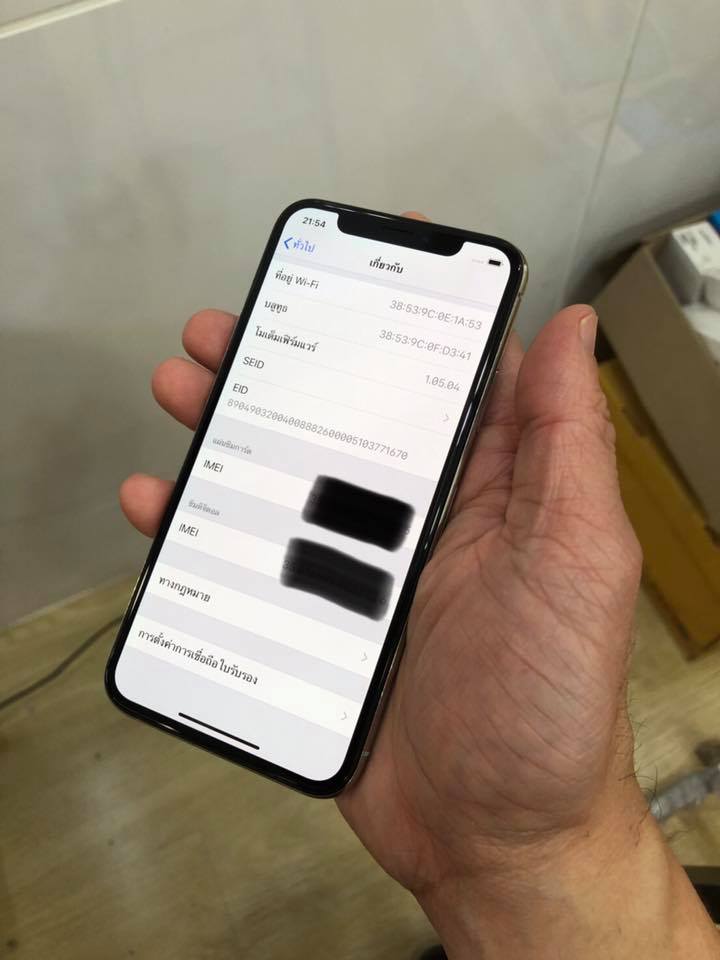 21:54
ทั่วไป
เกี่ยวกับ
ที่อยู่ Wi-Fi 38:53:9C:0E:1A:53
บลูทูธ 38:53:9C:0F:D3:41
โมเด็มเฟิร์มแวร์ 1.05.04
SEID
EID
89049032004008882600005103771670
แผ่นซิมการ์ด
IMEI
ซิมดิจิตอล
IMEI
ทางกฎหมาย
การตั้งค่าการเชื่อถือใบรับรอง